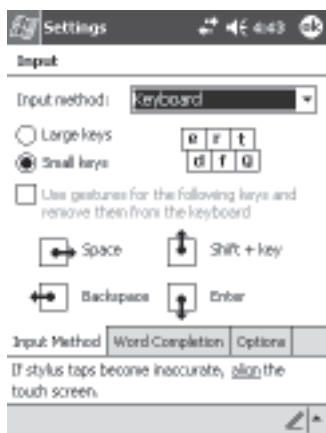 Settings 4:43 ok
Input
Input method: Keyboard
Large keys
e r t
Small keys
d f g
Use gestures for the following keys and
remove them from the keyboard
Space Shift + key
Backspace Enter
Input Method Word Completion Options
If stylus taps become inaccurate, align the
touch screen.